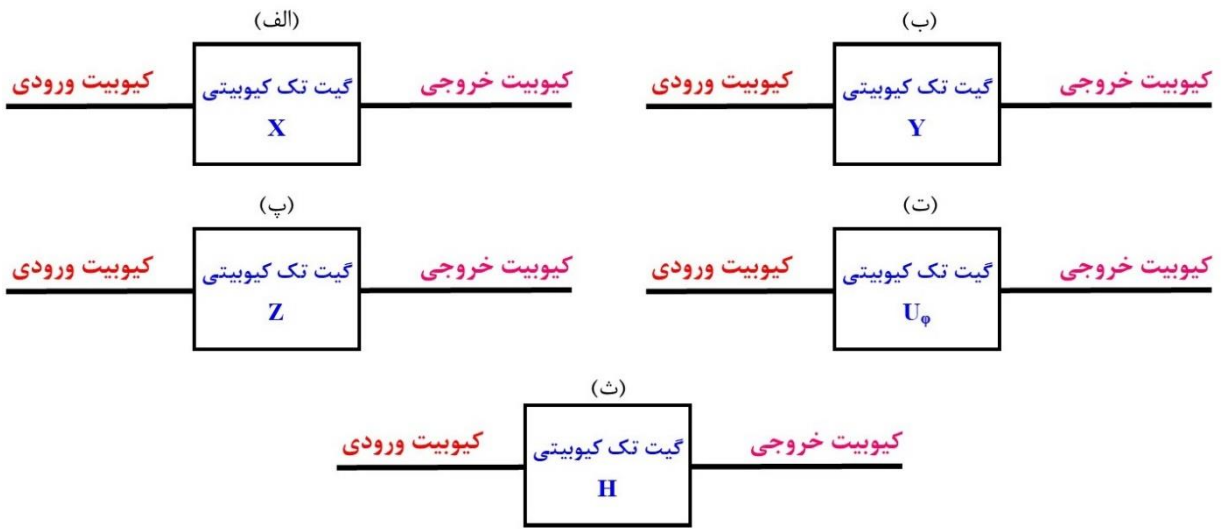 (الف)
کیوبیت ورودی
گیت تک کیوبیتی
X
کیوبیت خروجی
(ب)
کیوبیت ورودی
گیت تک کیوبیتی
Y
کیوبیت خروجی
(پ)
کیوبیت ورودی
گیت تک کیوبیتی
Z
کیوبیت خروجی
(ت)
کیوبیت ورودی
گیت تک کیوبیتی
Uφ
کیوبیت خروجی
(ث)
کیوبیت ورودی
گیت تک کیوبیتی
H
کیوبیت خروجی